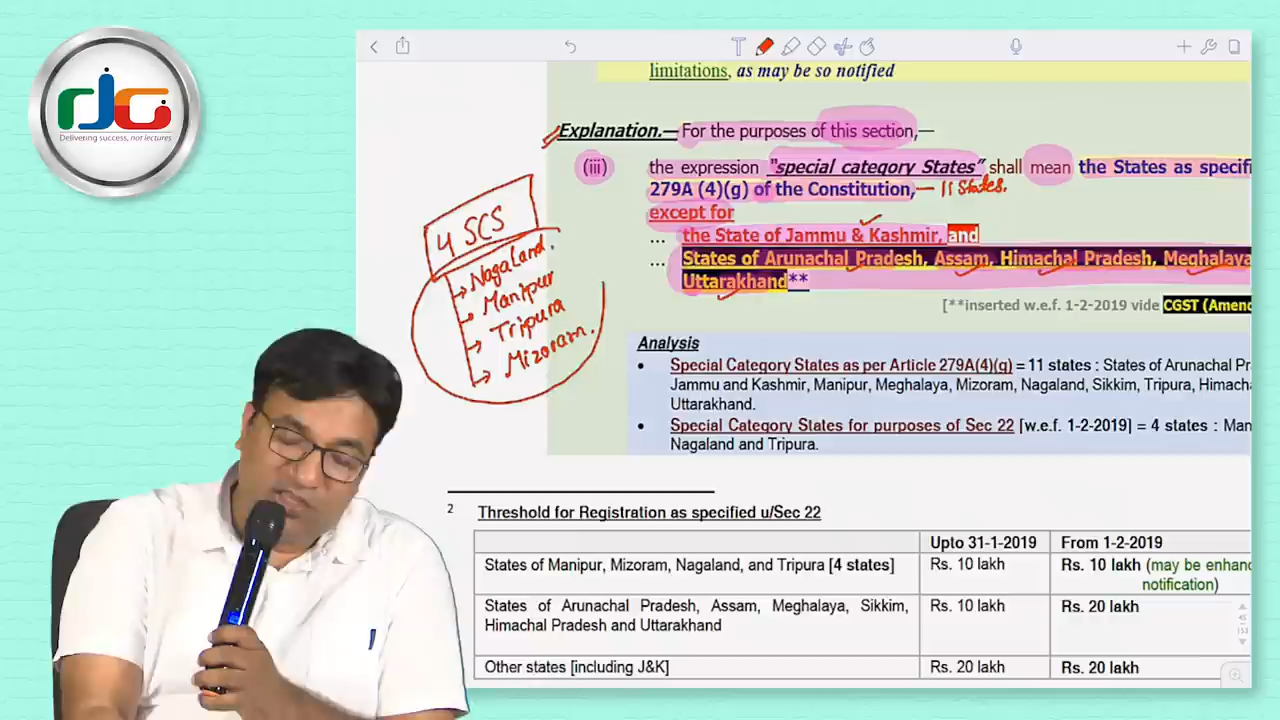 Delivering success, not lectures
limitations, as may be so notified
Explanation.— For the purposes of this section,—
(iii) the expression "special category States" shall mean the States as specif
279A (4)(g) of the Constitution, — 11 States.
except for
... the State of Jammu & Kashmir, and
... States of Arunachal Pradesh, Assam, Himachal Pradesh, Meghalaya
Uttarakhand**
[**inserted w.e.f. 1-2-2019 vide CGST (Amen
4 SCS
→ Nagaland.
→ Manipur
→ Tripura
→ Mizoram.
Analysis
• Special Category States as per Article 279A(4)(g) = 11 states : States of Arunachal Pr
Jammu and Kashmir, Manipur, Meghalaya, Mizoram, Nagaland, Sikkim, Tripura, Himach
Uttarakhand.
• Special Category States for purposes of Sec 22 [w.e.f. 1-2-2019] = 4 states : Man
Nagaland and Tripura.
2 Threshold for Registration as specified u/Sec 22
Upto 31-1-2019 From 1-2-2019
States of Manipur, Mizoram, Nagaland, and Tripura [4 states] Rs. 10 lakh Rs. 10 lakh (may be enhanc
notification)
States of Arunachal Pradesh, Assam, Meghalaya, Sikkim, Rs. 10 lakh Rs. 20 lakh
Himachal Pradesh and Uttarakhand
Other states [including J&K] Rs. 20 lakh Rs. 20 lakh